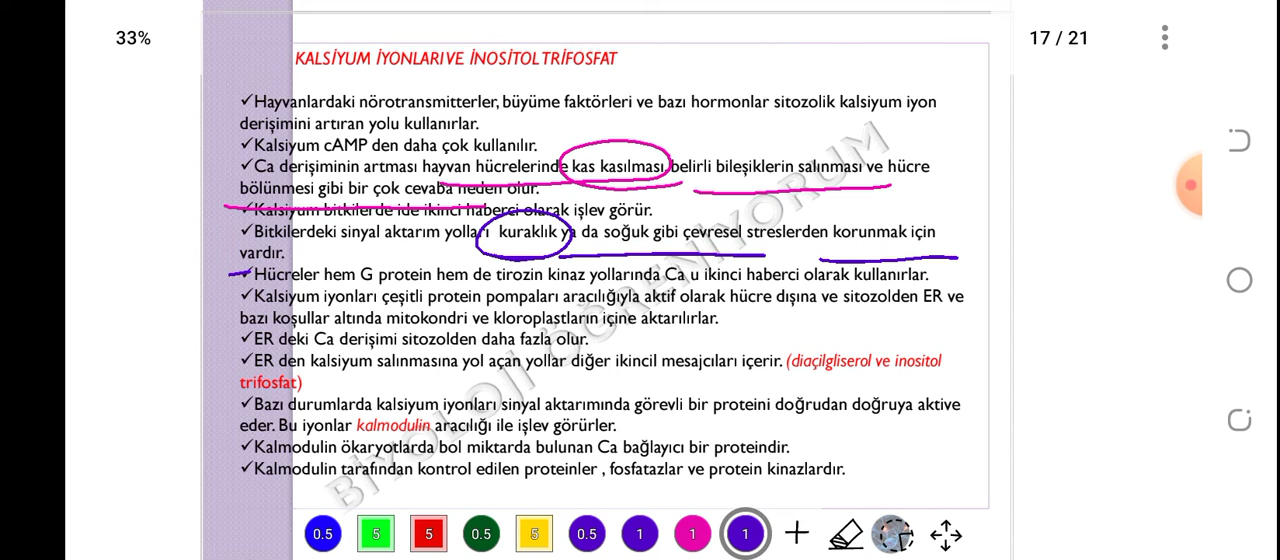 33%
17 / 21
KALSİYUM İYONLARI VE İNOSİTOL TRİFOSFAT
✓Hayvanlardaki nörotransmitterler, büyüme faktörleri ve bazı hormonlar sitozolik kalsiyum iyon
derişimini artıran yolu kullanırlar.
✓Kalsiyum cAMP den daha çok kullanılır.
✓Ca derişiminin artması hayvan hücrelerinde kas kasılması, belirli bileşiklerin salınması ve hücre
bölünmesi gibi bir çok cevaba neden olur.
✓Kalsiyum bitkilerde ide ikinci haberci olarak işlev görür.
✓Bitkilerdeki sinyal aktarım yolları kuraklık ya da soğuk gibi çevresel streslerden korunmak için
vardır.
✓Hücreler hem G protein hem de tirozin kinaz yollarında Ca u ikinci haberci olarak kullanırlar.
✓Kalsiyum iyonları çeşitli protein pompaları aracılığıyla aktif olarak hücre dışına ve sitozolden ER ve
bazı koşullar altında mitokondri ve kloroplastların içine aktarılırlar.
✓ER deki Ca derişimi sitozolden daha fazla olur.
✓ER den kalsiyum salınmasına yol açan yollar diğer ikincil mesajcıları içerir. (diaçilgliserol ve inositol
trifosfat)
✓Bazı durumlarda kalsiyum iyonları sinyal aktarımında görevli bir proteini doğrudan doğruya aktive
eder. Bu iyonlar kalmodulin aracılığı ile işlev görürler.
✓Kalmodulin ökaryotlarda bol miktarda bulunan Ca bağlayıcı bir proteindir.
✓Kalmodulin tarafından kontrol edilen proteinler , fosfatazlar ve protein kinazlardır.
BİYOLOJİ ÖĞRENİYORUM
0.5 5 5 0.5 5 0.5 1 1 1